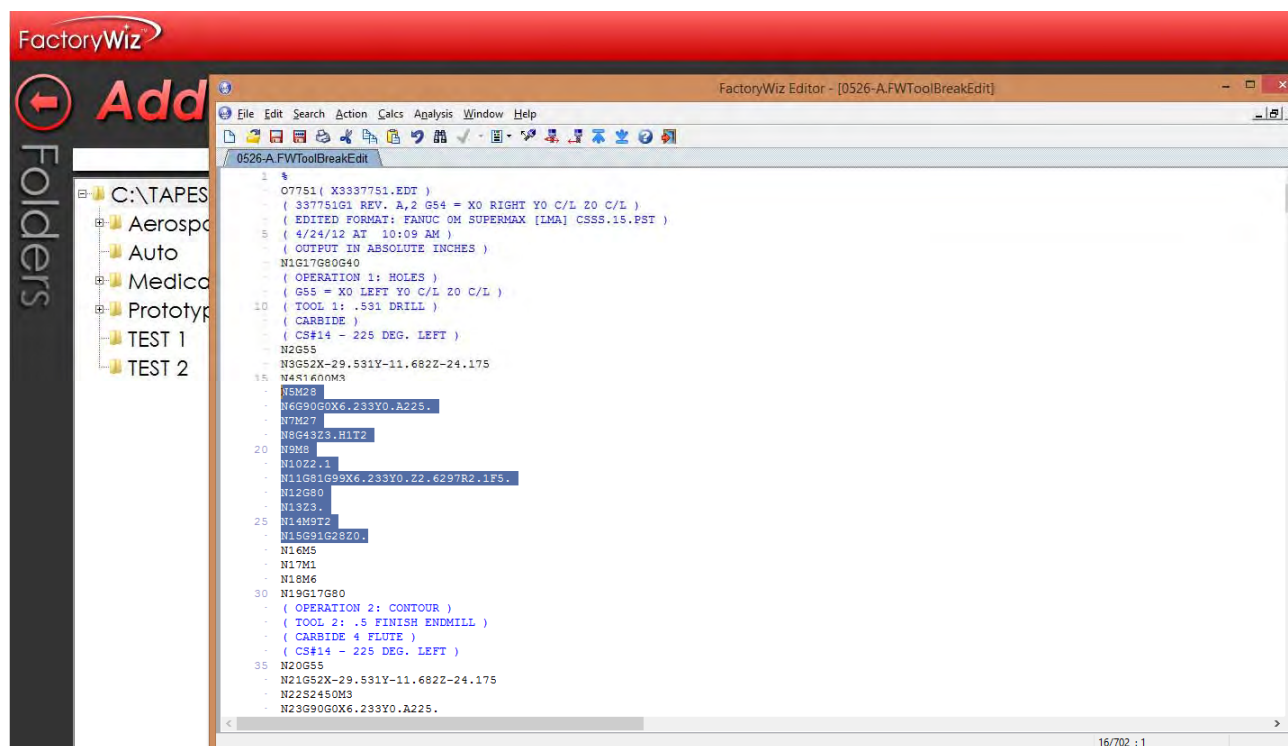 FactoryWiz
Add
Folders
C:\TAPES
Aerospa
Auto
Medica
Prototyp
TEST 1
TEST 2
FactoryWiz Editor - [0526-A.FWToolBreakEdit]
File Edit Search Action Calcs Analysis Window Help
0526-A.FWToolBreakEdit
1 %
O7751( X3337751.EDT )
( 337751G1 REV. A,2 G54 = X0 RIGHT Y0 C/L Z0 C/L )
( EDITED FORMAT: FANUC 0M SUPERMAX [LMA] CSSS.15.PST )
5 ( 4/24/12 AT 10:09 AM )
( OUTPUT IN ABSOLUTE INCHES )
N1G17G80G40
( OPERATION 1: HOLES )
( G55 = X0 LEFT Y0 C/L Z0 C/L )
10 ( TOOL 1: .531 DRILL )
( CARBIDE )
( CS#14 - 225 DEG. LEFT )
N2G55
N3G52X-29.531Y-11.682Z-24.175
15 N4S1600M3
N5M28
N6G90G0X6.233Y0.A225.
N7M27
N8G43Z3.H1T2
20 N9M8
N10Z2.1
N11G81G99X6.233Y0.Z2.6297R2.1F5.
N12G80
N13Z3.
25 N14M9T2
N15G91G28Z0.
N16M5
N17M1
N18M6
30 N19G17G80
( OPERATION 2: CONTOUR )
( TOOL 2: .5 FINISH ENDMILL )
( CARBIDE 4 FLUTE )
( CS#14 - 225 DEG. LEFT )
35 N20G55
N21G52X-29.531Y-11.682Z-24.175
N22S2450M3
N23G90G0X6.233Y0.A225.
16/702 : 1